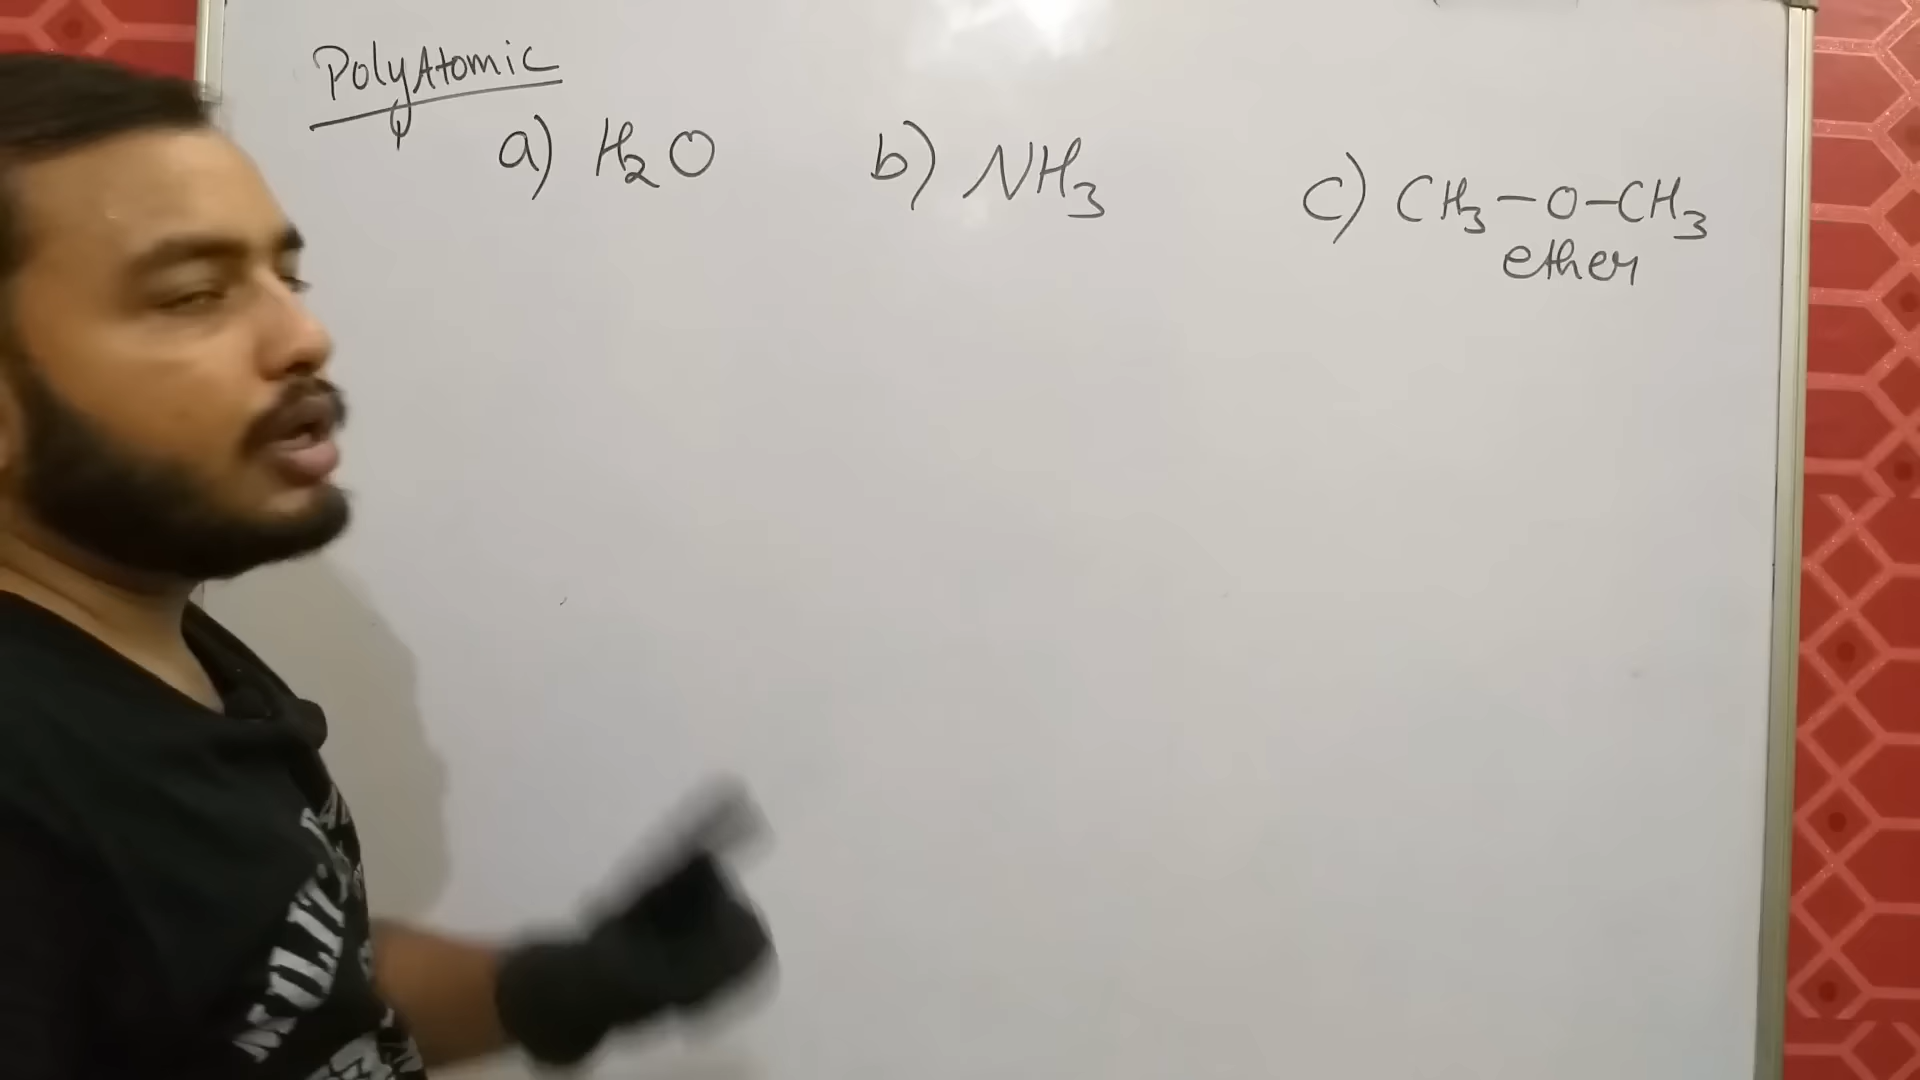 PolyAtomic
a) H₂O b) NH₃ c) CH₃-O-CH₃
ether